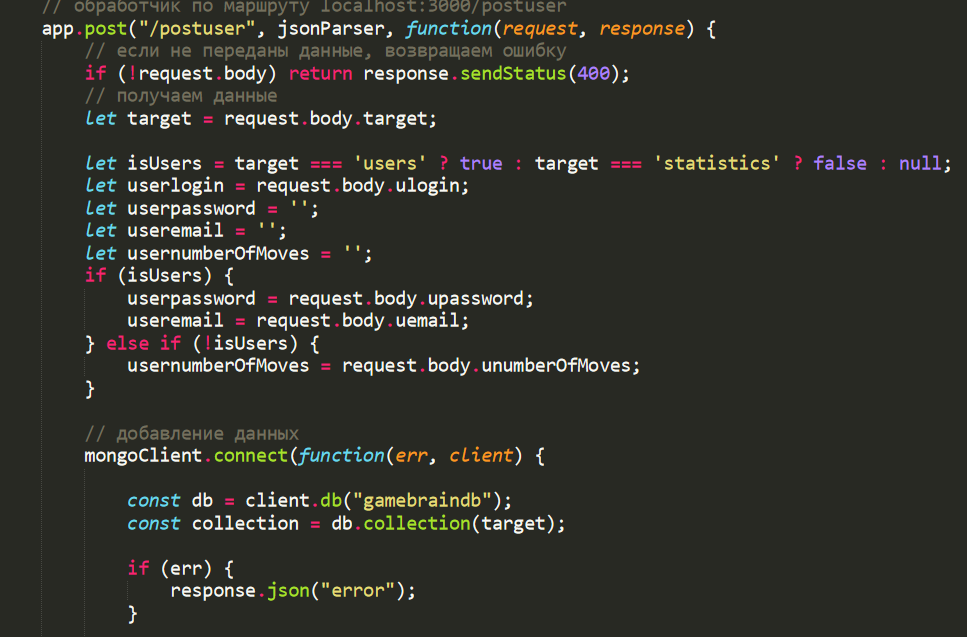 // обработчик по маршруту localhost:3000/postuser
app.post("/postuser", jsonParser, function(request, response) {
    // если не переданы данные, возвращаем ошибку
    if (!request.body) return response.sendStatus(400);
    // получаем данные
    let target = request.body.target;

    let isUsers = target === 'users' ? true : target === 'statistics' ? false : null;
    let userlogin = request.body.ulogin;
    let userpassword = '';
    let useremail = '';
    let usernumberOfMoves = '';
    if (isUsers) {
        userpassword = request.body.upassword;
        useremail = request.body.uemail;
    } else if (!isUsers) {
        usernumberOfMoves = request.body.unumberOfMoves;
    }

    // добавление данных
    mongoClient.connect(function(err, client) {

        const db = client.db("gamebraindb");
        const collection = db.collection(target);

        if (err) {
            response.json("error");
        }